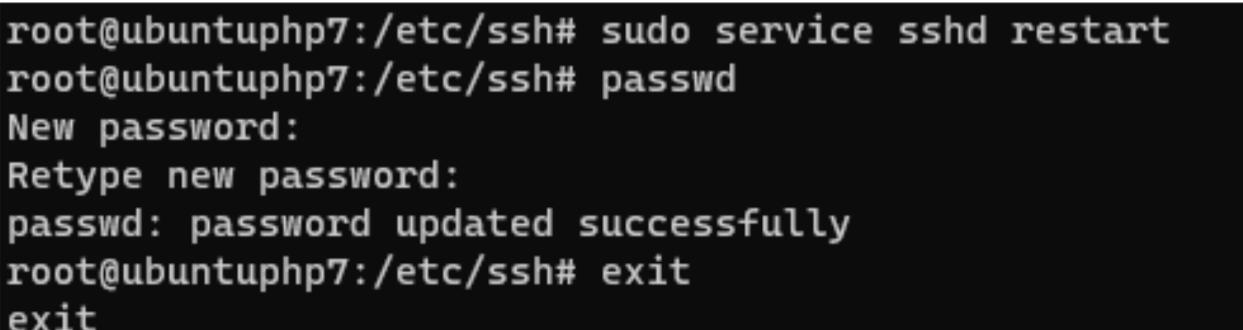 root@ubuntuphp7:/etc/ssh# sudo service sshd restart
root@ubuntuphp7:/etc/ssh# passwd
New password:
Retype new password:
passwd: password updated successfully
root@ubuntuphp7:/etc/ssh# exit
exit